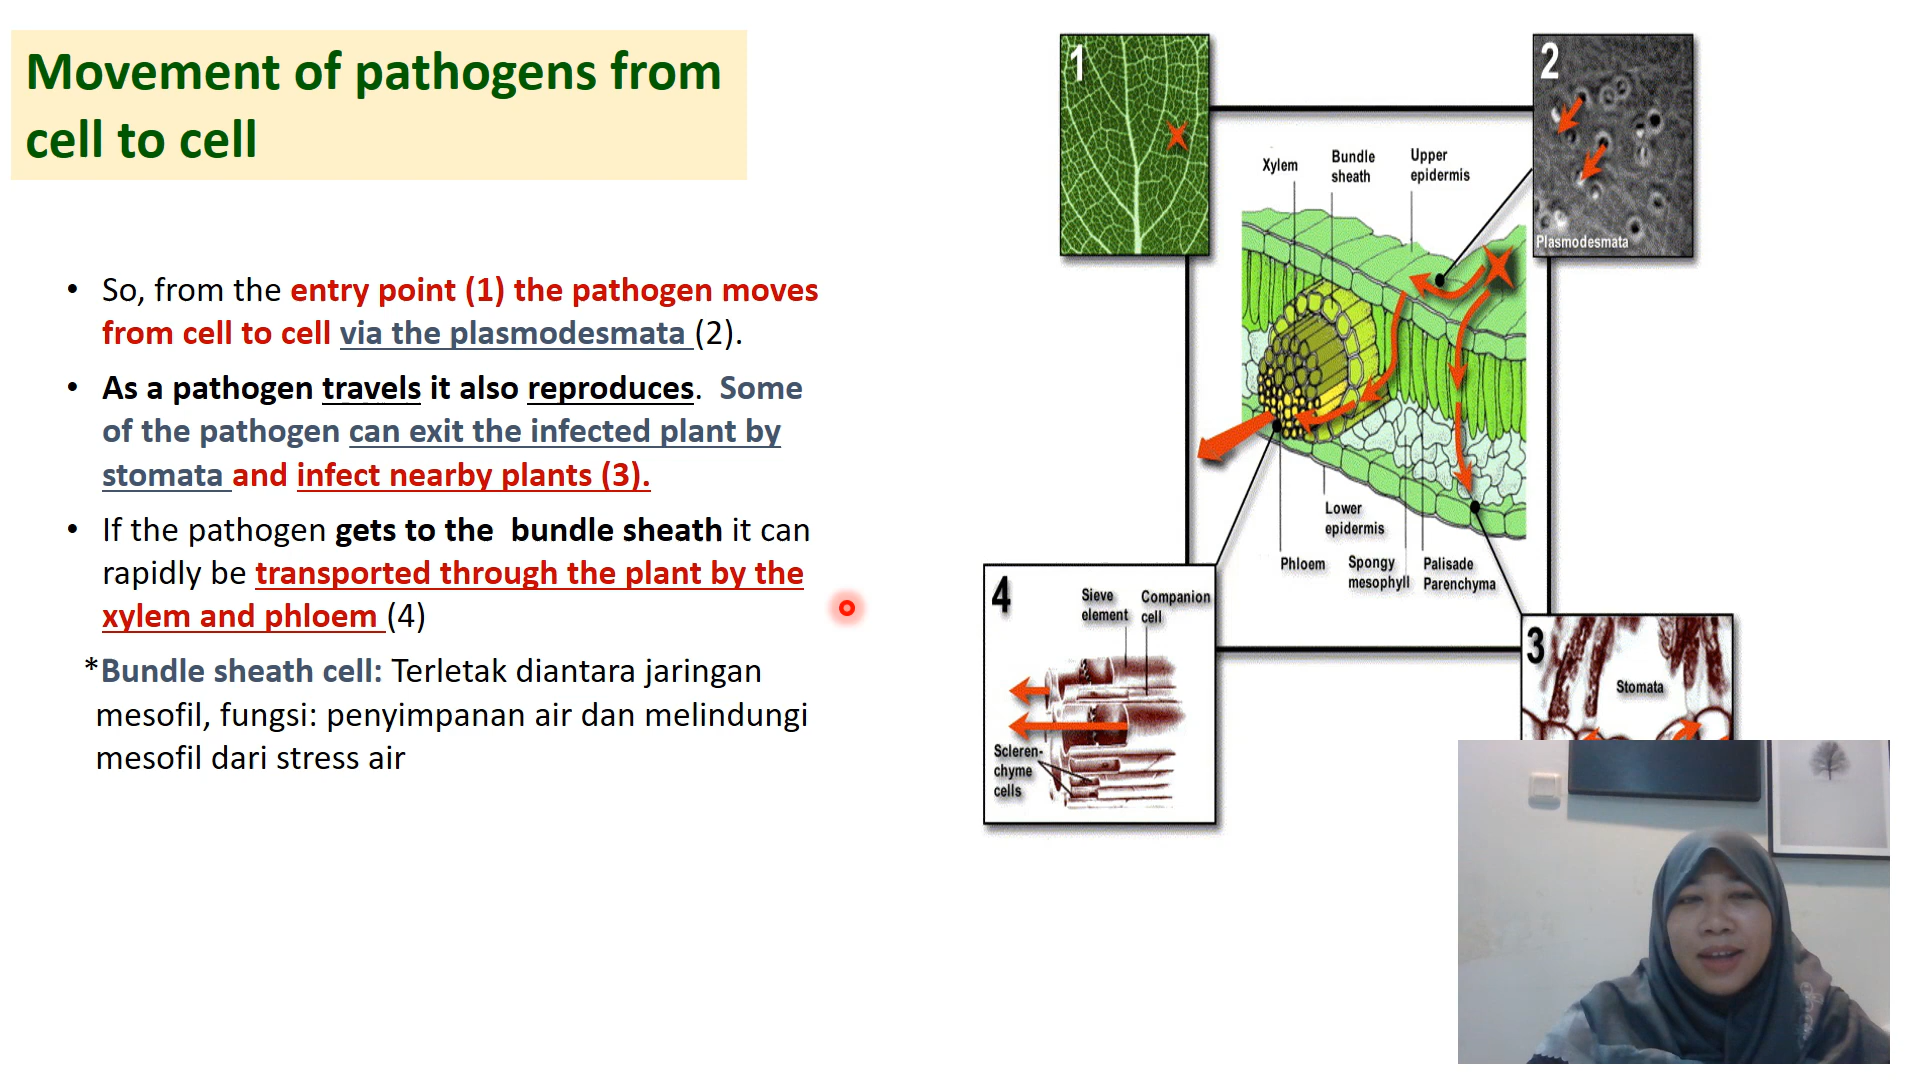 Movement of pathogens from
cell to cell
• So, from the entry point (1) the pathogen moves
from cell to cell via the plasmodesmata (2).
• As a pathogen travels it also reproduces. Some
of the pathogen can exit the infected plant by
stomata and infect nearby plants (3).
• If the pathogen gets to the bundle sheath it can
rapidly be transported through the plant by the
xylem and phloem (4)
*Bundle sheath cell: Terletak diantara jaringan
mesofil, fungsi: penyimpanan air dan melindungi
mesofil dari stress air
1
2
Plasmodesmata
Xylem
Bundle
sheath
Upper
epidermis
Lower
epidermis
Phloem
Spongy
mesophyll
Palisade
Parenchyma
4
Sieve
element
Companion
cell
Scleren-
chyme
cells
3
Stomata